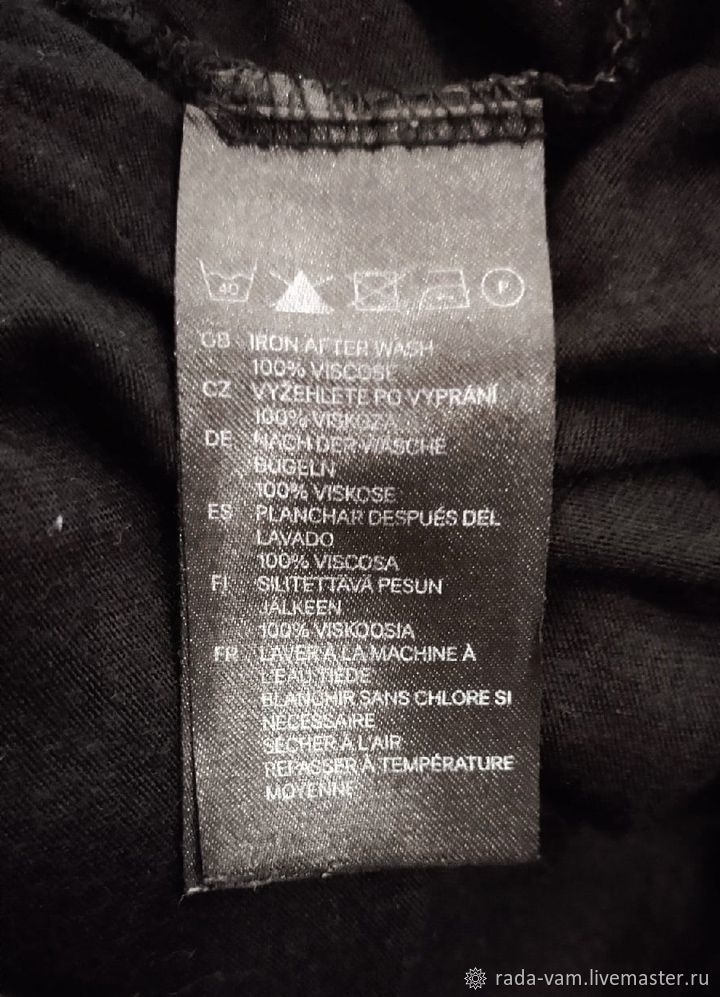 40 P
GB IRON AFTER WASH
100% VISCOSE
CZ VYŽEHLETE PO VYPRÁNÍ
100% VISKÓZA
DE NACH DER WÄSCHE
BÜGELN
100% VISKOSE
ES PLANCHAR DESPUÉS DEL
LAVADO
100% VISCOSA
FI SILITETTÄVÄ PESUN
JÄLKEEN
100% VISKOOSIA
FR LAVER À LA MACHINE À
L'EAU TIÈDE
BLANCHIR SANS CHLORE SI
NÉCESSAIRE
SÉCHER À L'AIR
REPASSER À TEMPÉRATURE
MOYENNE
rada-vam.livemaster.ru